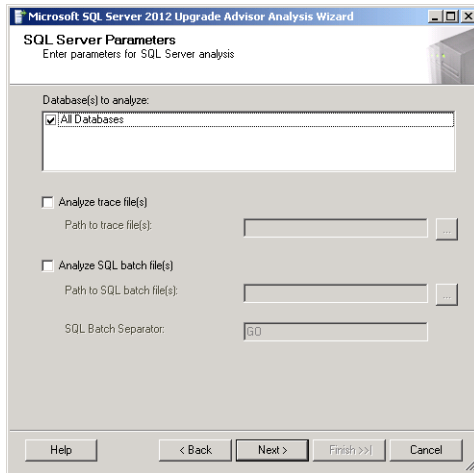 Microsoft SQL Server 2012 Upgrade Advisor Analysis Wizard
SQL Server Parameters
Enter parameters for SQL Server analysis
Database(s) to analyze:
All Databases
Analyze trace file(s)
Path to trace file(s):
...
Analyze SQL batch file(s)
Path to SQL batch file(s):
...
SQL Batch Separator:
GO
Help
< Back
Next >
Finish >>|
Cancel